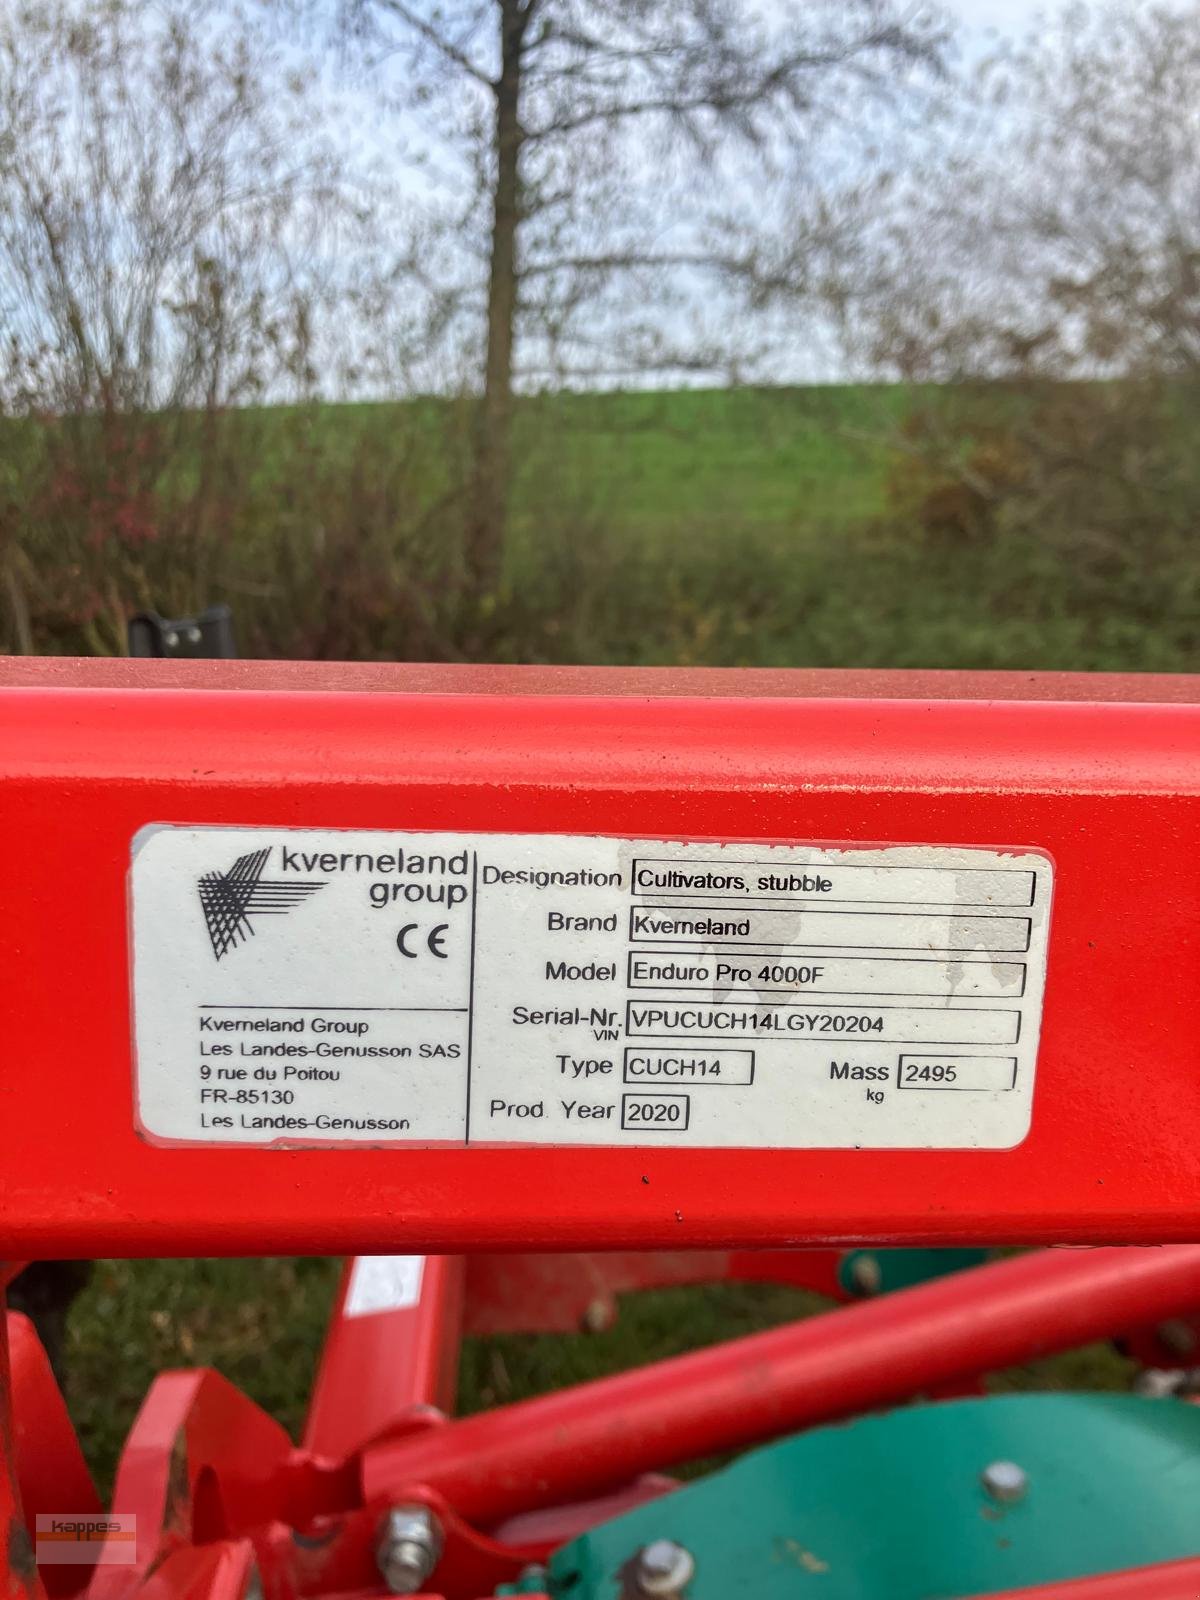 kverneland
group
CE
Kverneland Group
Les Landes-Genusson SAS
9 rue du Poitou
FR-85130
Les Landes-Genusson
Designation Cultivators, stubble
Brand Kverneland
Model Enduro Pro 4000F
Serial-Nr. VPUCUCH14LGY20204
VIN
Type CUCH14 Mass 2495
kg
Prod. Year 2020
kappes